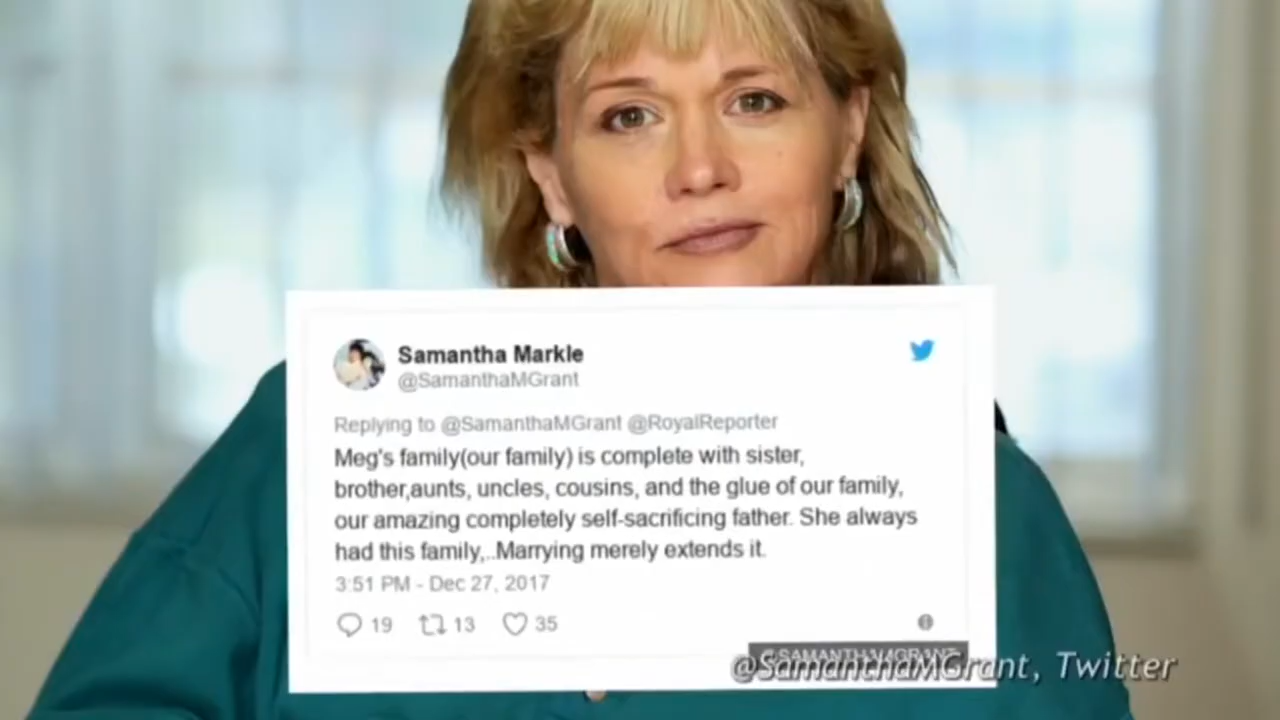 Samantha Markle
@SamanthaMGrant
Replying to @SamanthaMGrant @RoyalReporter
Meg's family(our family) is complete with sister,
brother,aunts, uncles, cousins, and the glue of our family,
our amazing completely self-sacrificing father. She always
had this family,..Marrying merely extends it.
3:51 PM - Dec 27, 2017
19 13 35
@SAMANTHAMGRANT
@SamanthaMGrant, Twitter